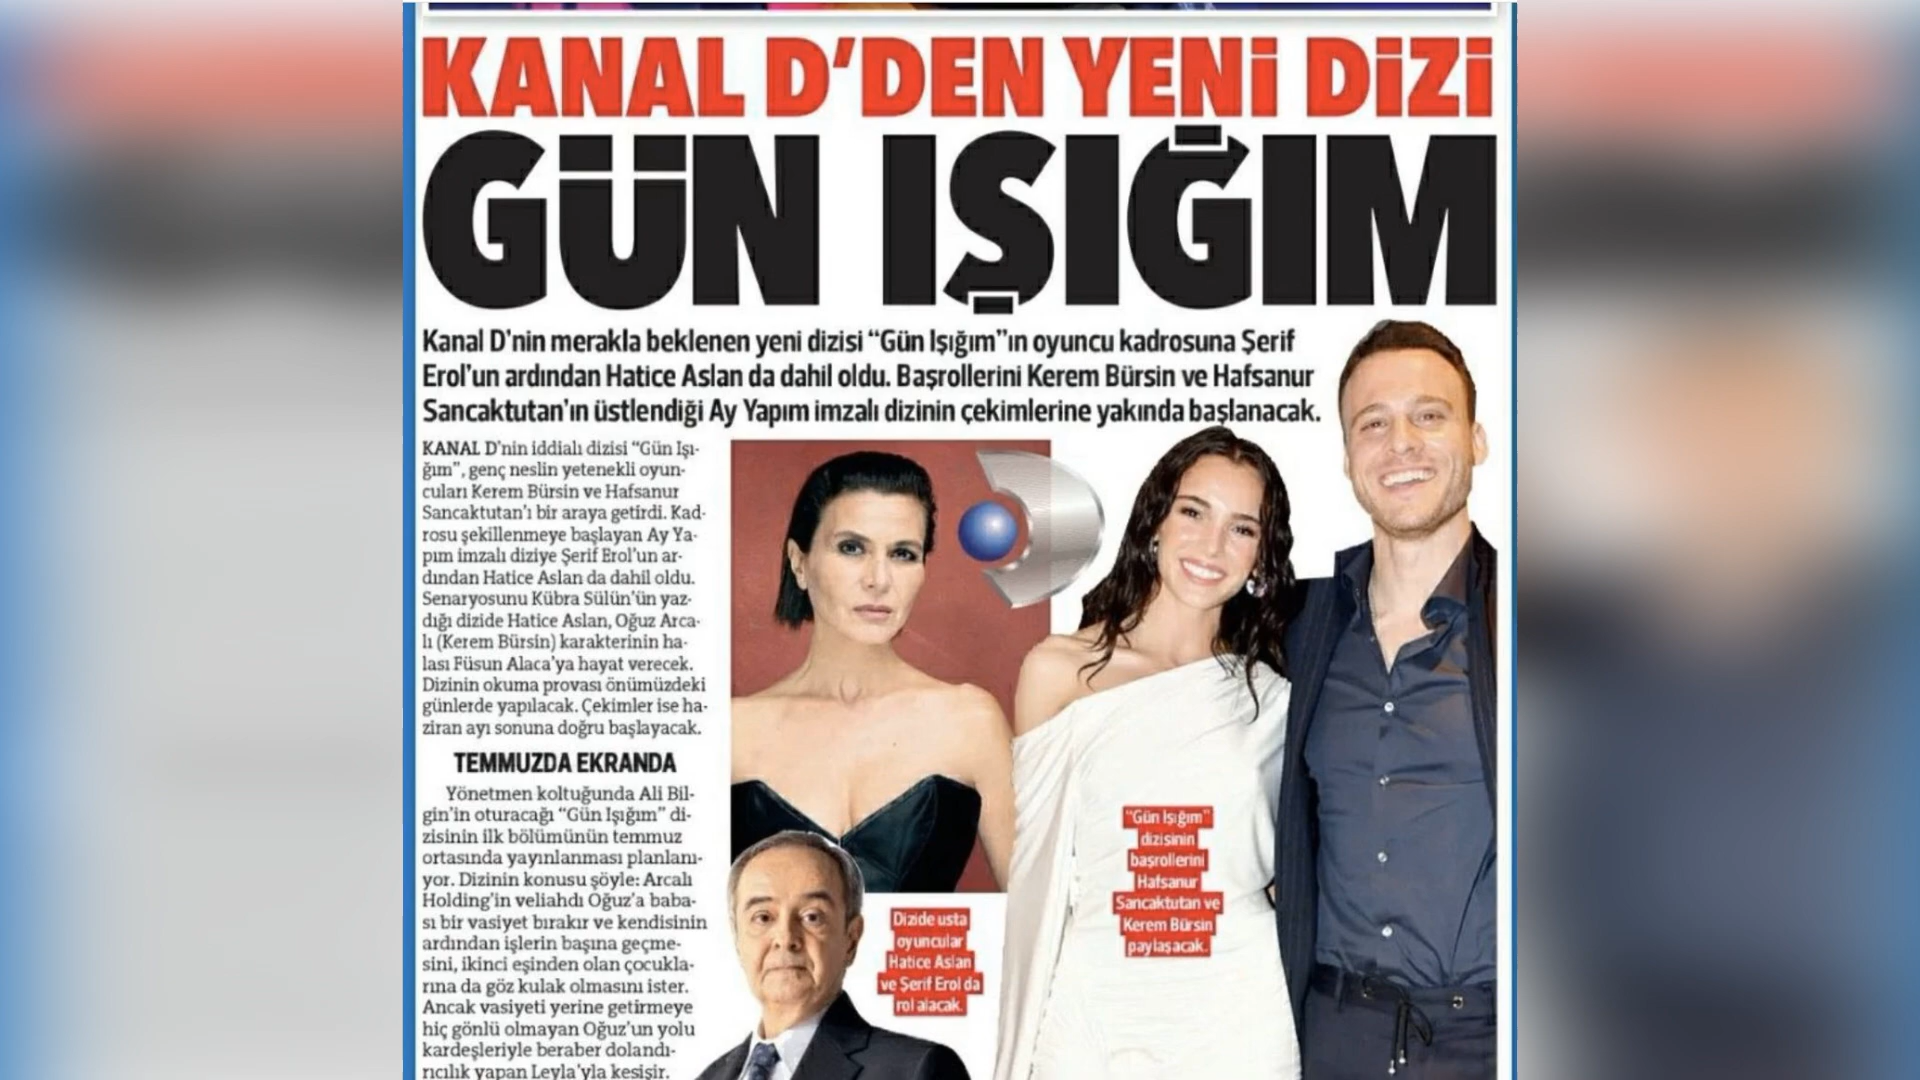 KANAL D'DEN YENİ DİZİ
GÜN IŞIĞIM
Kanal D'nin merakla beklenen yeni dizisi “Gün Işığım”ın oyuncu kadrosuna Şerif
Erol'un ardından Hatice Aslan da dahil oldu. Başrollerini Kerem Bürsin ve Hafsanur
Sancaktutan'ın üstlendiği Ay Yapım imzalı dizinin çekimlerine yakında başlanacak.
KANAL D'nin iddialı dizisi “Gün Işı-
ğım”, genç neslin yetenekli oyun-
cuları Kerem Bürsin ve Hafsanur
Sancaktutan'ı bir araya getirdi. Kad-
rosu şekillenmeye başlayan Ay Ya-
pım imzalı diziye Şerif Erol'un ar-
dından Hatice Aslan da dahil oldu.
Senaryosunu Kübra Sülün'ün yaz-
dığı dizide Hatice Aslan, Oğuz Arca-
lı (Kerem Bürsin) karakterinin ha-
lası Füsun Alaca'ya hayat verecek.
Dizinin okuma provası önümüzdeki
günlerde yapılacak. Çekimler ise ha-
ziran ayı sonuna doğru başlayacak.
TEMMUZDA EKRANDA
Yönetmen koltuğunda Ali Bil-
gin'in oturacağı “Gün Işığım” di-
zisinin ilk bölümünün temmuz
ortasında yayınlanması planlanı-
yor. Dizinin konusu şöyle: Arcalı
Holding'in veliahdı Oğuz'a baba-
sı bir vasiyet bırakır ve kendisinin
ardından işlerin başına geçme-
sini, ikinci eşinden olan çocukla-
rına da göz kulak olmasını ister.
Ancak vasiyeti yerine getirmeye
hiç gönlü olmayan Oğuz'un yolu
kardeşleriyle beraber dolandı-
rıcılık yapan Leyla'yla kesişir.
Dizide usta
oyuncular
Hatice Aslan
ve Şerif Erol da
rol alacak.
“Gün Işığım”
dizisinin
başrollerini
Hafsanur
Sancaktutan ve
Kerem Bürsin
paylaşacak.